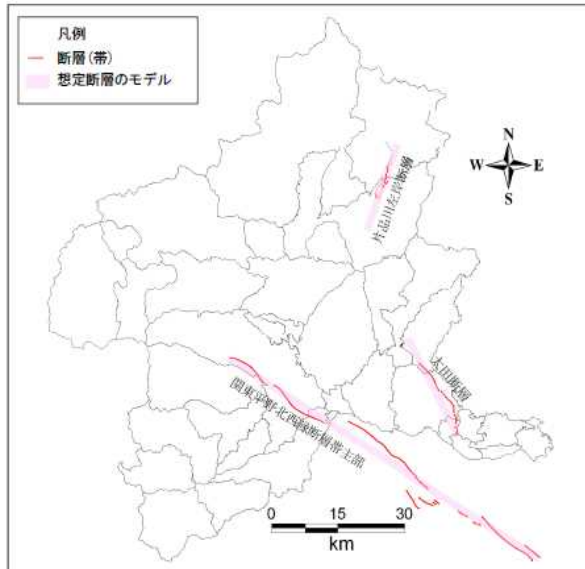 凡例
断層(帯)
想定断層のモデル
N
W E
S
片品川左岸断層
太田断層
関東平野北西縁断層帯主部
0 15 30
km